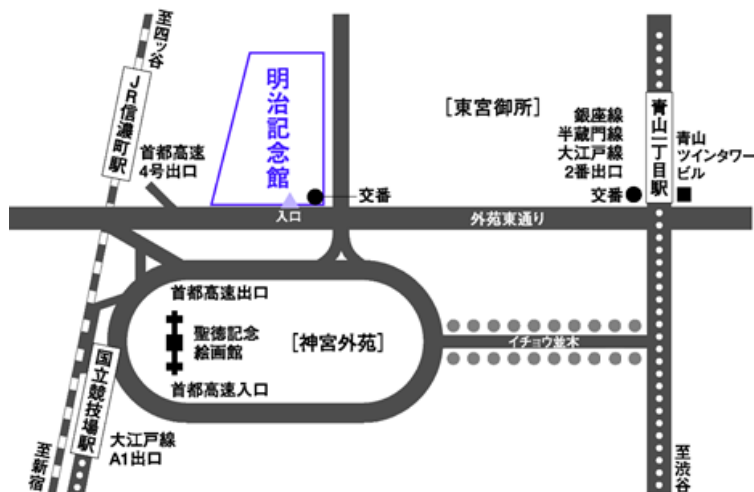 至四ッ谷
JR信濃町駅
首都高速
4号出口
明治記念館
交番
入口
[東宮御所]
銀座線
半蔵門線
大江戸線
2番出口
交番
青山一丁目駅
青山
ツインタワー
ビル
外苑東通り
首都高速出口
聖徳記念
絵画館
[神宮外苑]
首都高速入口
イチョウ並木
国立競技場駅
大江戸線
A1出口
至新宿
至渋谷